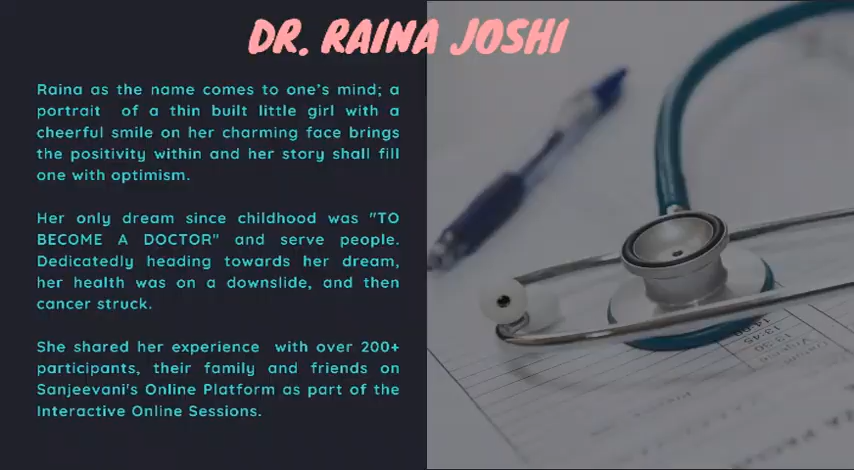 DR. RAINA JOSHI
Raina as the name comes to one's mind; a
portrait of a thin built little girl with a
cheerful smile on her charming face brings
the positivity within and her story shall fill
one with optimism.
Her only dream since childhood was "TO
BECOME A DOCTOR" and serve people.
Dedicatedly heading towards her dream,
her health was on a downslide, and then
cancer struck.
She shared her experience with over 200+
participants, their family and friends on
Sanjeevani's Online Platform as part of the
Interactive Online Sessions.